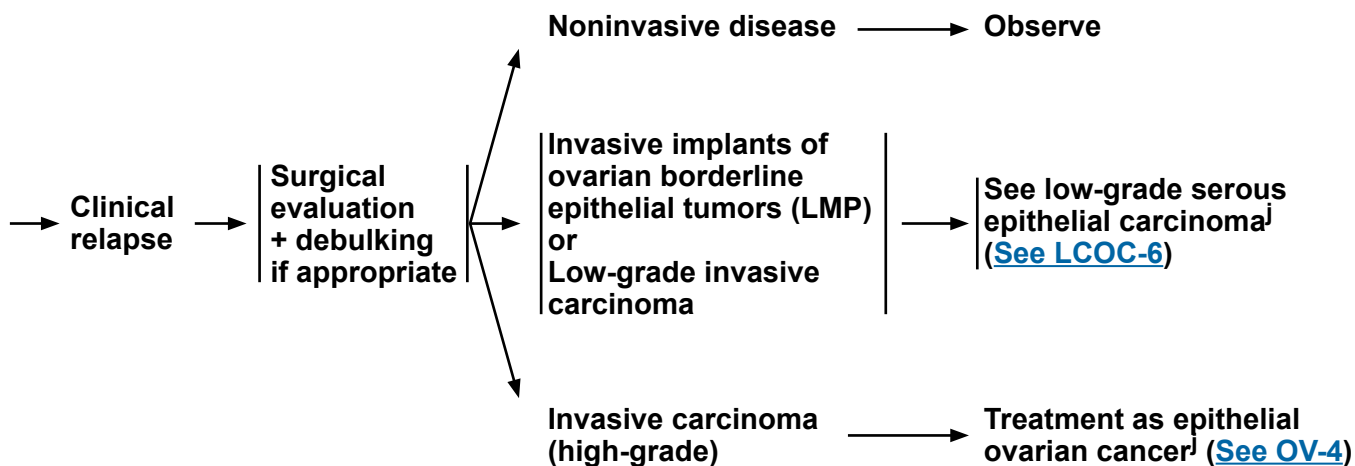 Clinical
relapse
Surgical
evaluation
+ debulking
if appropriate
Noninvasive disease
Observe
Invasive implants of
ovarian borderline
epithelial tumors (LMP)
or
Low-grade invasive
carcinoma
See low-grade serous
epithelial carcinomaʲ
(See LCOC-6)
Invasive carcinoma
(high-grade)
Treatment as epithelial
ovarian cancerʲ (See OV-4)